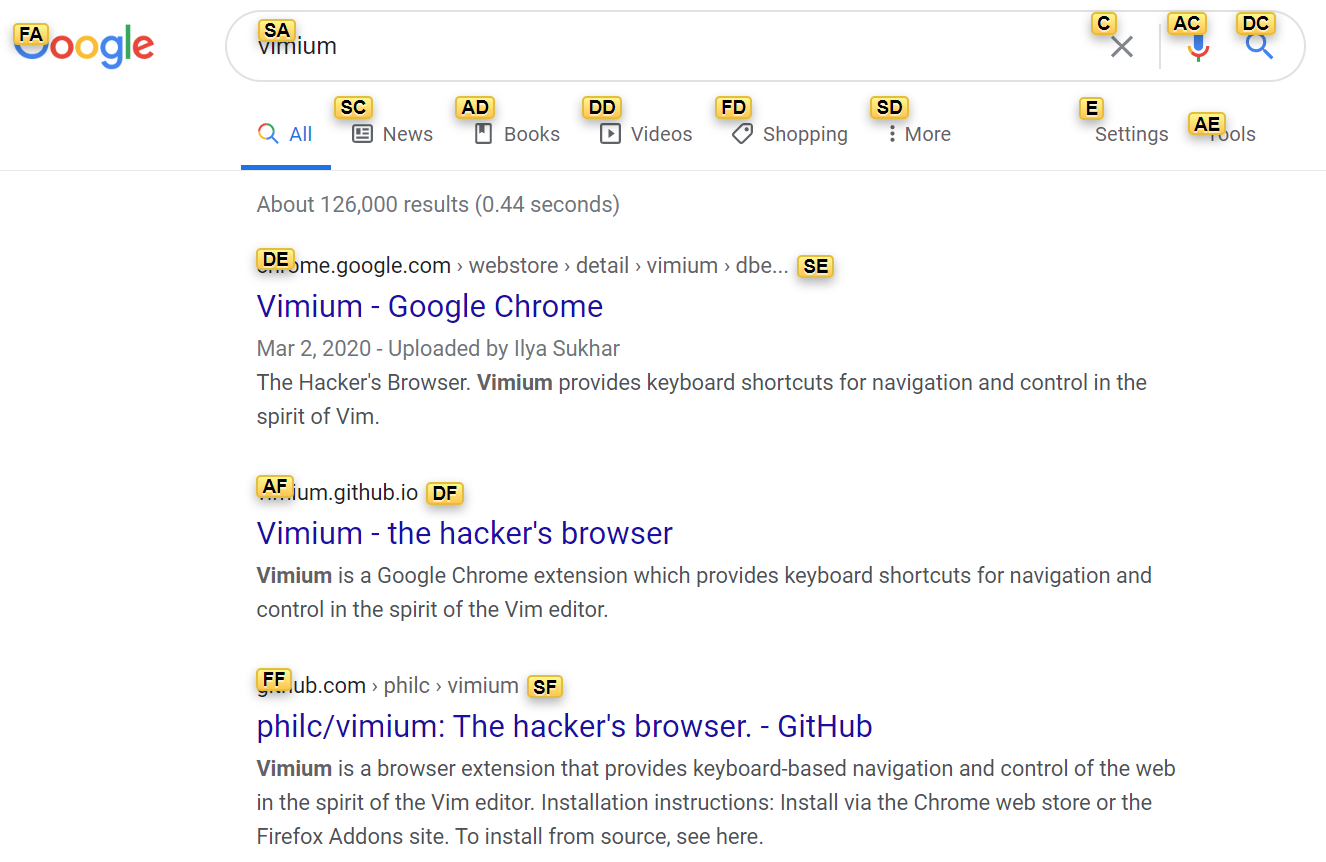 FA Google SA vimium C AC DC
SC AD DD FD SD E AE
All News Books Videos Shopping More Settings Tools
About 126,000 results (0.44 seconds)
DE chrome.google.com › webstore › detail › vimium › dbe... SE
Vimium - Google Chrome
Mar 2, 2020 - Uploaded by Ilya Sukhar
The Hacker's Browser. Vimium provides keyboard shortcuts for navigation and control in the
spirit of Vim.
AF vimium.github.io DF
Vimium - the hacker's browser
Vimium is a Google Chrome extension which provides keyboard shortcuts for navigation and
control in the spirit of the Vim editor.
FF github.com › philc › vimium SF
philc/vimium: The hacker's browser. - GitHub
Vimium is a browser extension that provides keyboard-based navigation and control of the web
in the spirit of the Vim editor. Installation instructions: Install via the Chrome web store or the
Firefox Addons site. To install from source, see here.